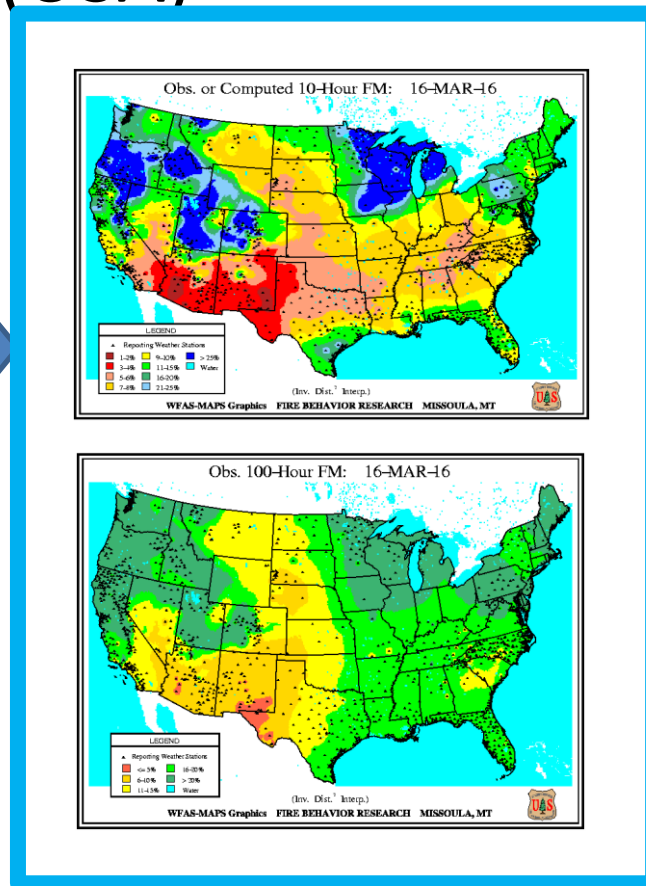 Obs. or Computed 10-Hour FM: 16-MAR-16
LEGEND
Reporting Weather Stations
1-2% 9-10% > 25%
3-4% 11-15% Water
5-6% 16-20%
7-8% 21-25%
(Inv. Dist.² Interp.)
WFAS-MAPS Graphics FIRE BEHAVIOR RESEARCH MISSOULA, MT
Obs. 100-Hour FM: 16-MAR-16
LEGEND
Reporting Weather Stations
<= 5% 16-20%
6-10% > 20%
11-15% Water
(Inv. Dist.² Interp.)
WFAS-MAPS Graphics FIRE BEHAVIOR RESEARCH MISSOULA, MT